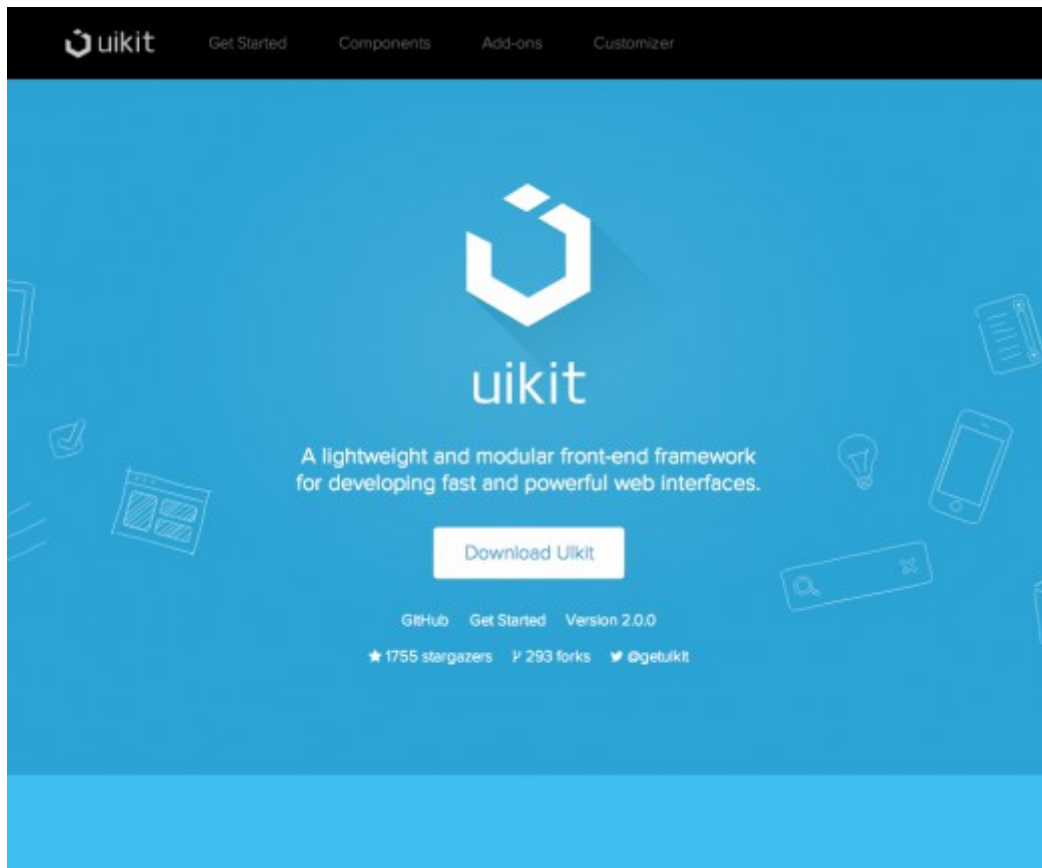 uikit Get Started Components Add-ons Customizer
uikit
A lightweight and modular front-end framework
for developing fast and powerful web interfaces.
Download UIkit
GitHub Get Started Version 2.0.0
1755 stargazers 293 forks @getuikit